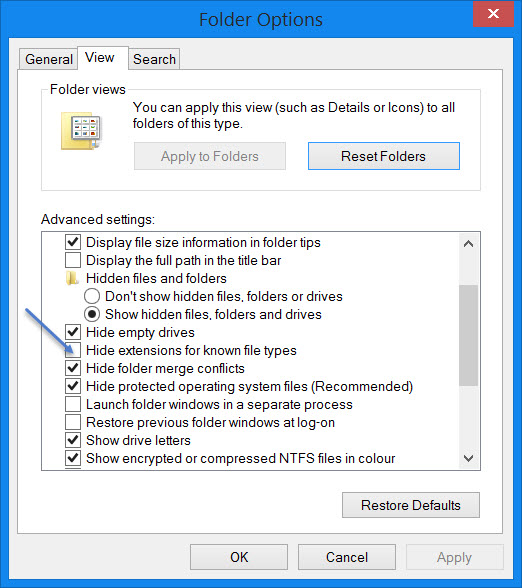 Folder Options
General View Search
Folder views
You can apply this view (such as Details or Icons) to all
folders of this type.
Apply to Folders Reset Folders
Advanced settings:
Display file size information in folder tips
Display the full path in the title bar
Hidden files and folders
Don't show hidden files, folders or drives
Show hidden files, folders and drives
Hide empty drives
Hide extensions for known file types
Hide folder merge conflicts
Hide protected operating system files (Recommended)
Launch folder windows in a separate process
Restore previous folder windows at log-on
Show drive letters
Show encrypted or compressed NTFS files in colour
Restore Defaults
OK Cancel Apply